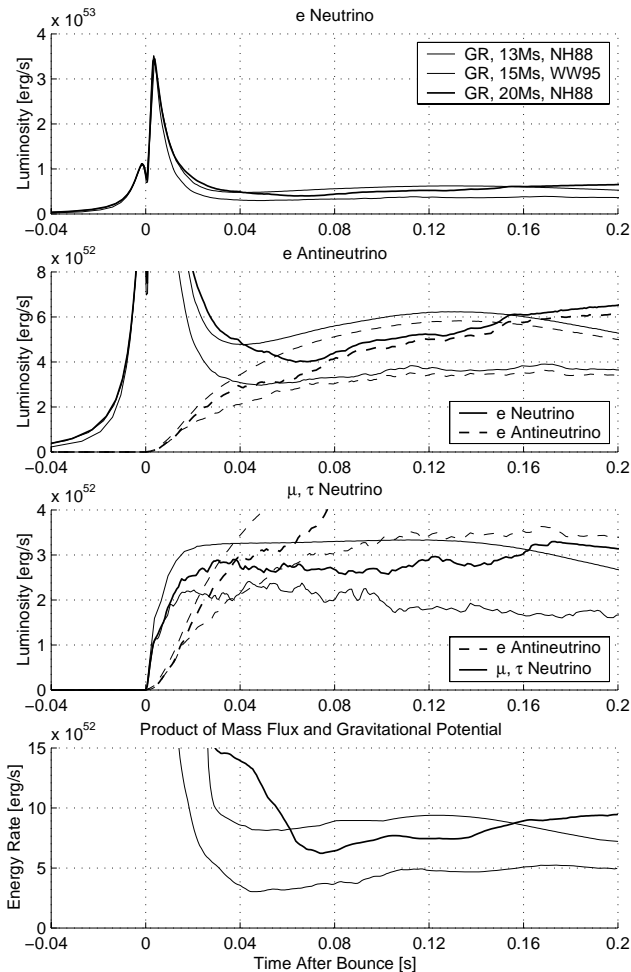 x 10^53
e Neutrino
4
3
2
1
0
Luminosity [erg/s]
GR, 13Ms, NH88
GR, 15Ms, WW95
GR, 20Ms, NH88
−0.04 0 0.04 0.08 0.12 0.16 0.2
x 10^52
e Antineutrino
8
6
4
2
0
Luminosity [erg/s]
e Neutrino
e Antineutrino
−0.04 0 0.04 0.08 0.12 0.16 0.2
x 10^52
μ, τ Neutrino
4
3
2
1
0
Luminosity [erg/s]
e Antineutrino
μ, τ Neutrino
−0.04 0 0.04 0.08 0.12 0.16 0.2
x 10^52
Product of Mass Flux and Gravitational Potential
15
10
5
0
Energy Rate [erg/s]
−0.04 0 0.04 0.08 0.12 0.16 0.2
Time After Bounce [s]